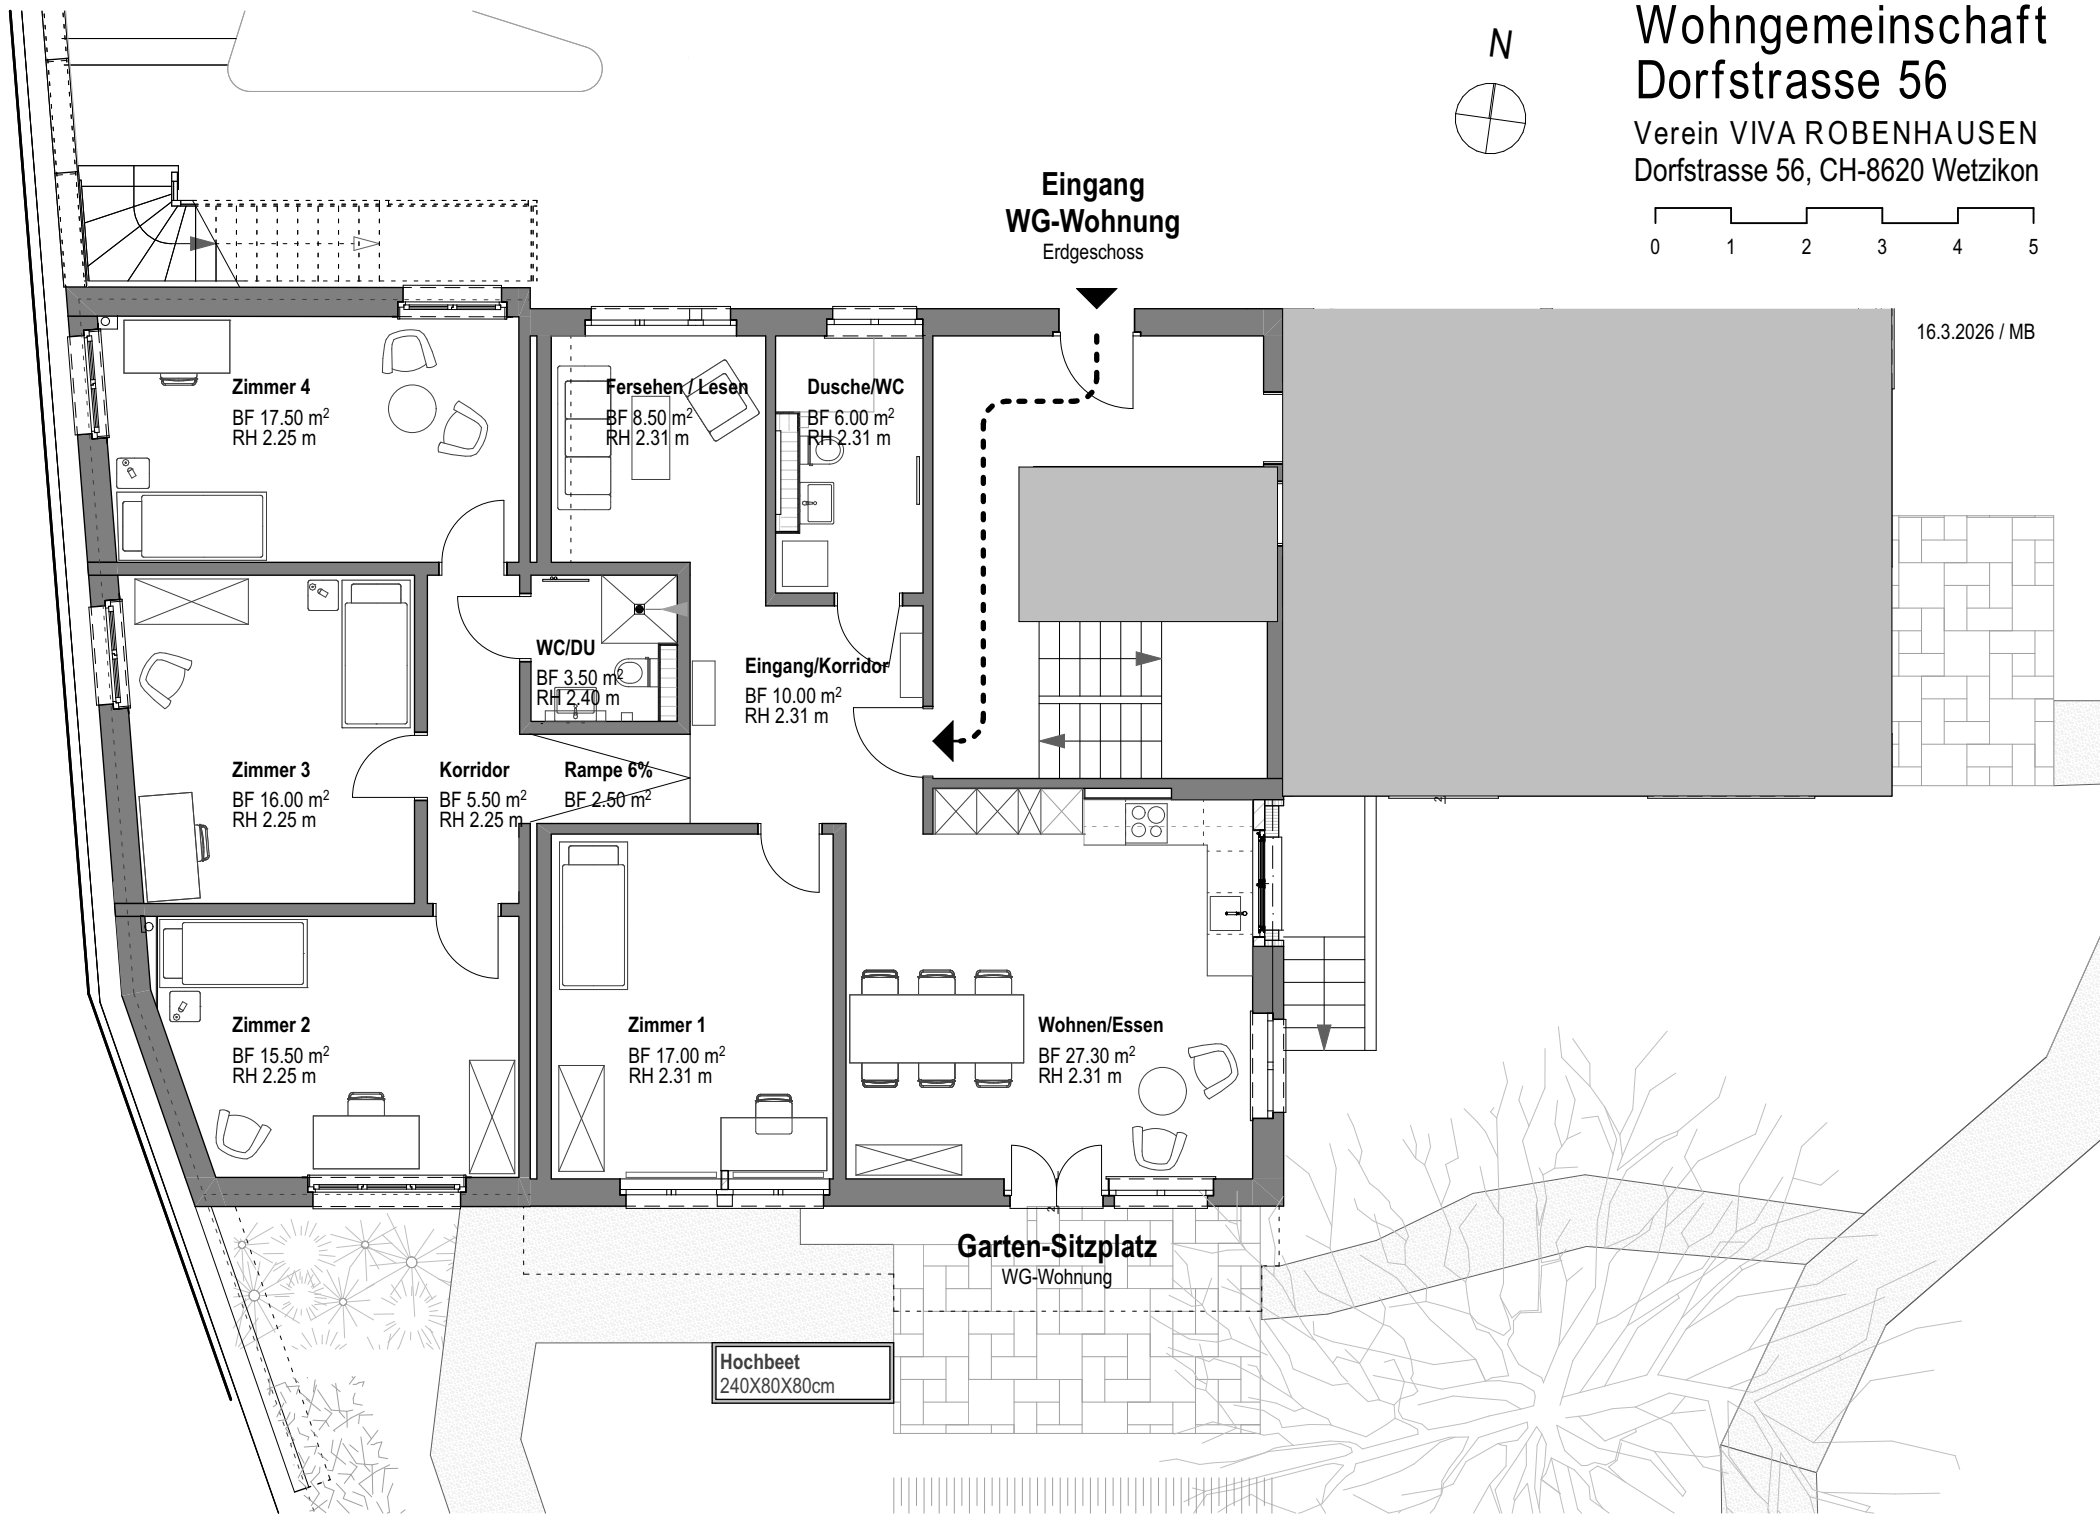 N
Wohngemeinschaft
Dorfstrasse 56
Verein VIVA ROBENHAUSEN
Dorfstrasse 56, CH-8620 Wetzikon
0 1 2 3 4 5
16.3.2026 / MB
Eingang
WG-Wohnung
Erdgeschoss
Zimmer 4
BF 17.50 m²
RH 2.25 m
Fersehen / Lesen
BF 8.50 m²
RH 2.31 m
Dusche/WC
BF 6.00 m²
RH 2.31 m
WC/DU
BF 3.50 m²
RH 2.40 m
Eingang/Korridor
BF 10.00 m²
RH 2.31 m
Zimmer 3
BF 16.00 m²
RH 2.25 m
Korridor
BF 5.50 m²
RH 2.25 m
Rampe 6%
BF 2.50 m²
Zimmer 2
BF 15.50 m²
RH 2.25 m
Zimmer 1
BF 17.00 m²
RH 2.31 m
Wohnen/Essen
BF 27.30 m²
RH 2.31 m
2
2
Garten-Sitzplatz
WG-Wohnung
Hochbeet
240X80X80cm